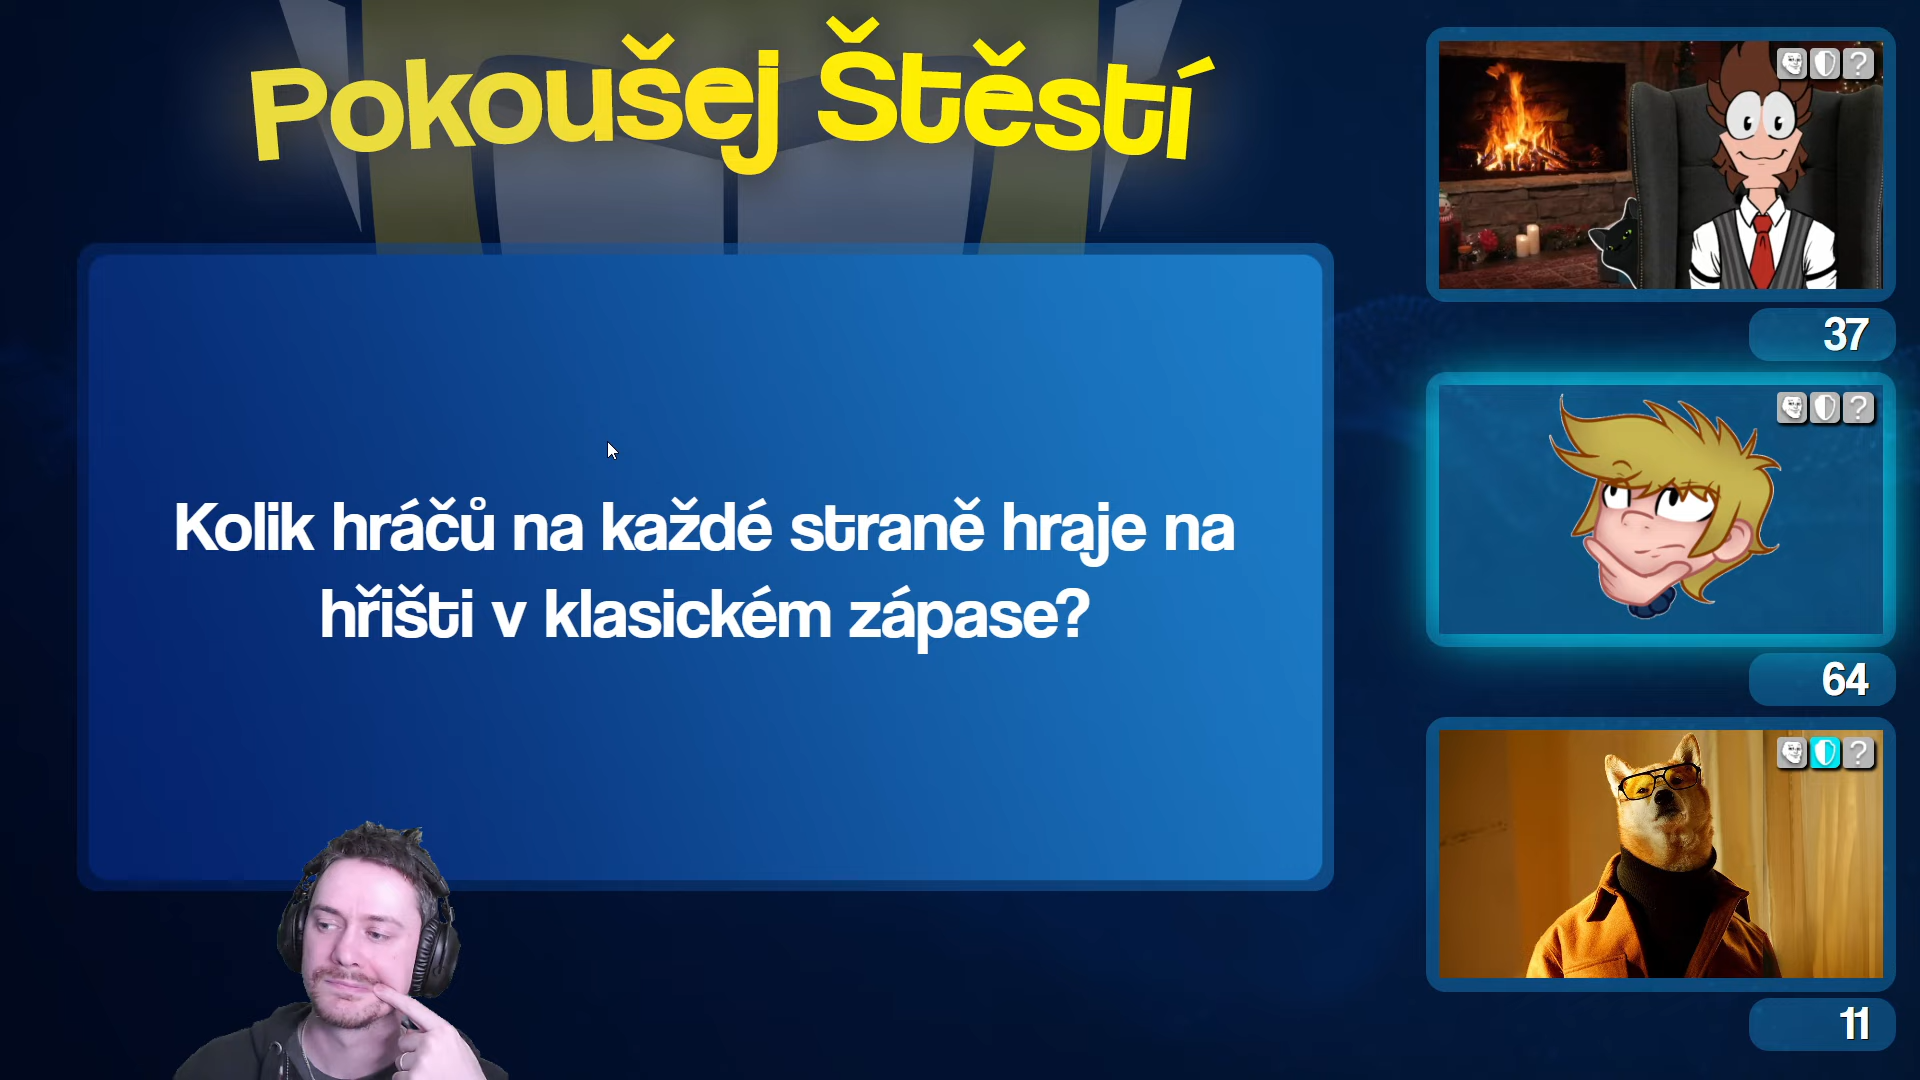 Pokoušej Štěstí
Kolik hráčů na každé straně hraje na
hřišti v klasickém zápase?
?
37
?
64
?
11